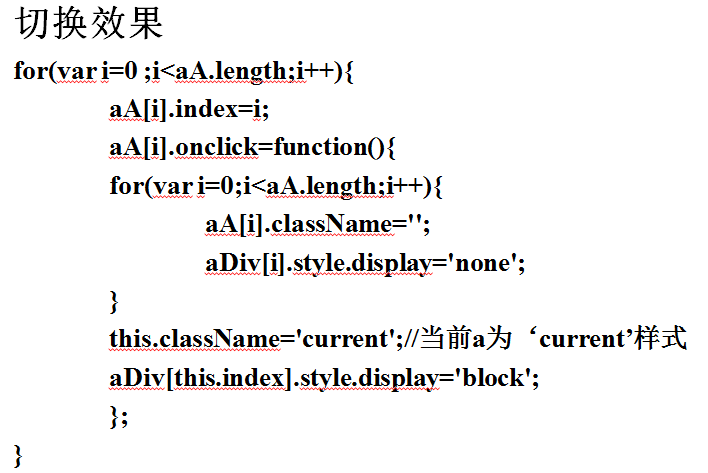 切换效果
for(var i=0 ;i<aA.length;i++){
aA[i].index=i;
aA[i].onclick=function(){
for(var i=0;i<aA.length;i++){
aA[i].className='';
aDiv[i].style.display='none';
}
this.className='current';//当前a为‘current’样式
aDiv[this.index].style.display='block';
};
}